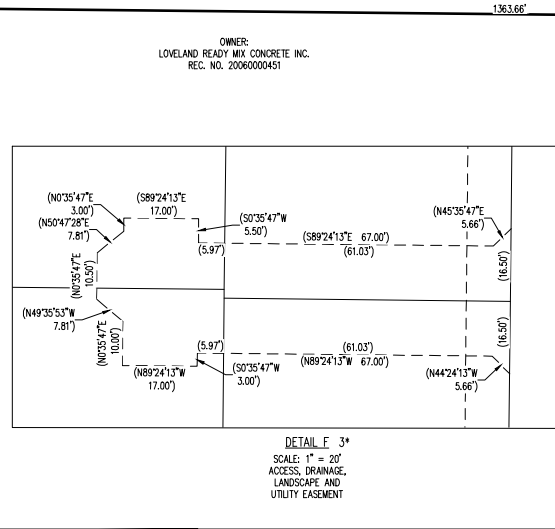 1363.66'
OWNER:
LOVELAND READY MIX CONCRETE INC.
REC. NO. 20060000451
(N0°35'47"E
3.00')
(S89°24'13"E
17.00')
(N50°47'28"E
7.81')
(S0°35'47"W
5.50')
(N45°35'47"E
5.66')
(5.97')
(S89°24'13"E 67.00')
(61.03')
(N0°35'47"E
10.50')
(16.50')
(N49°35'53"W
7.81')
(N0°35'47"E
10.00')
(16.50')
(5.97')
(61.03')
(N89°24'13"W 67.00')
(N89°24'13"W
17.00')
(S0°35'47"W
3.00')
(N44°24'13"W
5.66')
DETAIL F 3*
SCALE: 1" = 20'
ACCESS, DRAINAGE,
LANDSCAPE AND
UTILITY EASEMENT